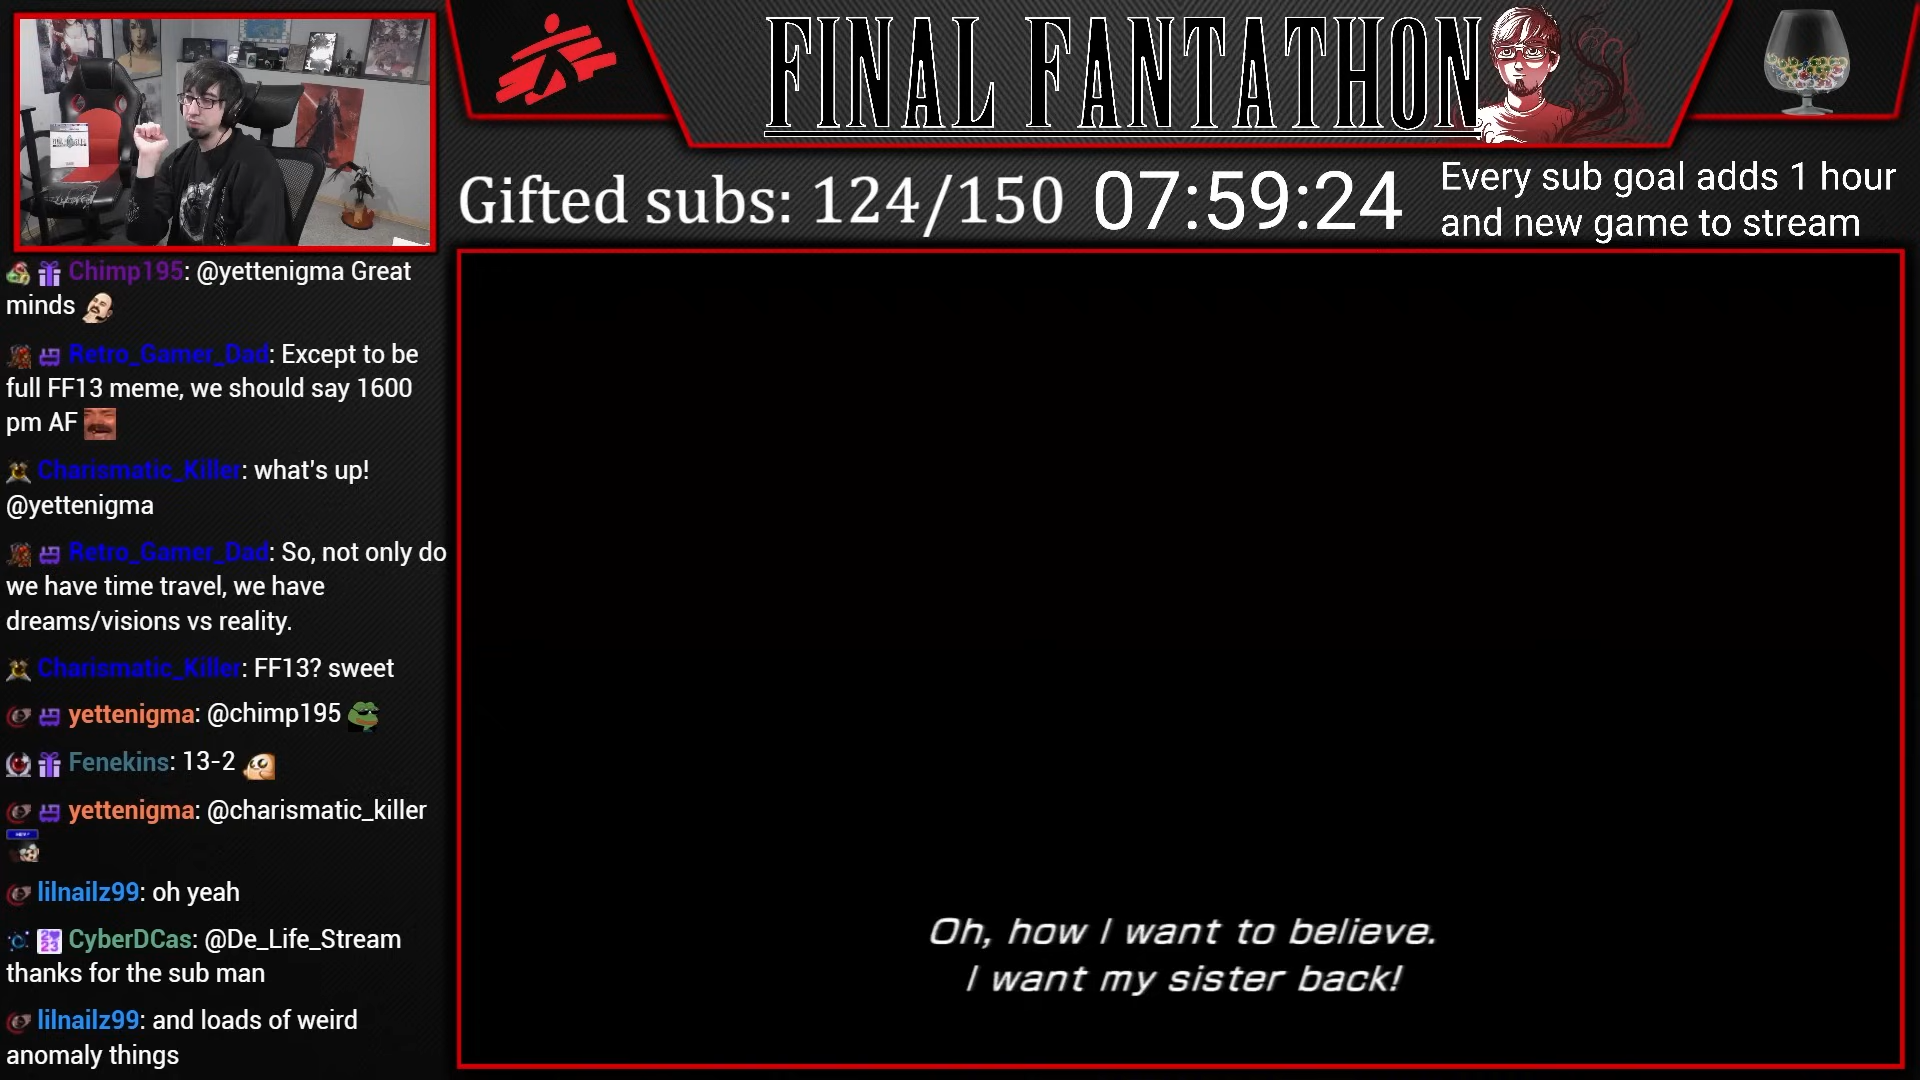 FINAL FANTATHON
Gifted subs: 124/150
07:59:24
Every sub goal adds 1 hour
and new game to stream
Chimp195: @yettenigma Great
minds
Retro_Gamer_Dad: Except to be
full FF13 meme, we should say 1600
pm AF
Charismatic_Killer: what's up!
@yettenigma
Retro_Gamer_Dad: So, not only do
we have time travel, we have
dreams/visions vs reality.
Charismatic_Killer: FF13? sweet
yettenigma: @chimp195
Fenekins: 13-2
yettenigma: @charismatic_killer
lilnailz99: oh yeah
CyberDCas: @De_Life_Stream
thanks for the sub man
lilnailz99: and loads of weird
anomaly things
Oh, how I want to believe.
I want my sister back!